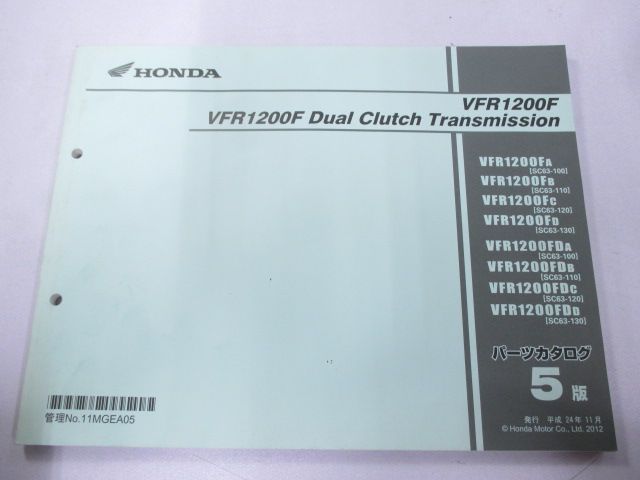 HONDA
VFR1200F
VFR1200F Dual Clutch Transmission
VFR1200FA
[SC63-100]
VFR1200FB
[SC63-110]
VFR1200FC
[SC63-120]
VFR1200FD
[SC63-130]
VFR1200FDA
[SC63-100]
VFR1200FDB
[SC63-110]
VFR1200FDC
[SC63-120]
VFR1200FDD
[SC63-130]
パーツカタログ
5版
発行 平成 24年 11月
© Honda Motor Co., Ltd. 2012
管理No.11MGEA05